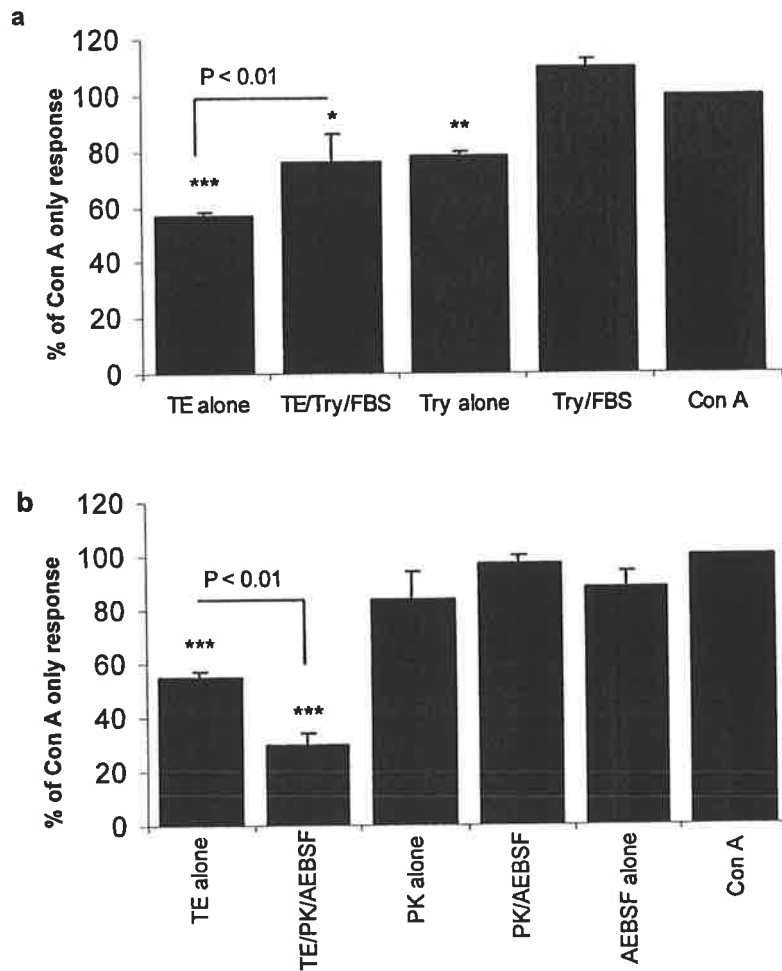 a
% of Con A only response
120
100
80
60
40
20
0
P < 0.01
***
*
**
TE alone
TE/Try/FBS
Try alone
Try/FBS
Con A
b
% of Con A only response
120
100
80
60
40
20
0
P < 0.01
***
***
TE alone
TE/PK/AEBSF
PK alone
PK/AEBSF
AEBSF alone
Con A